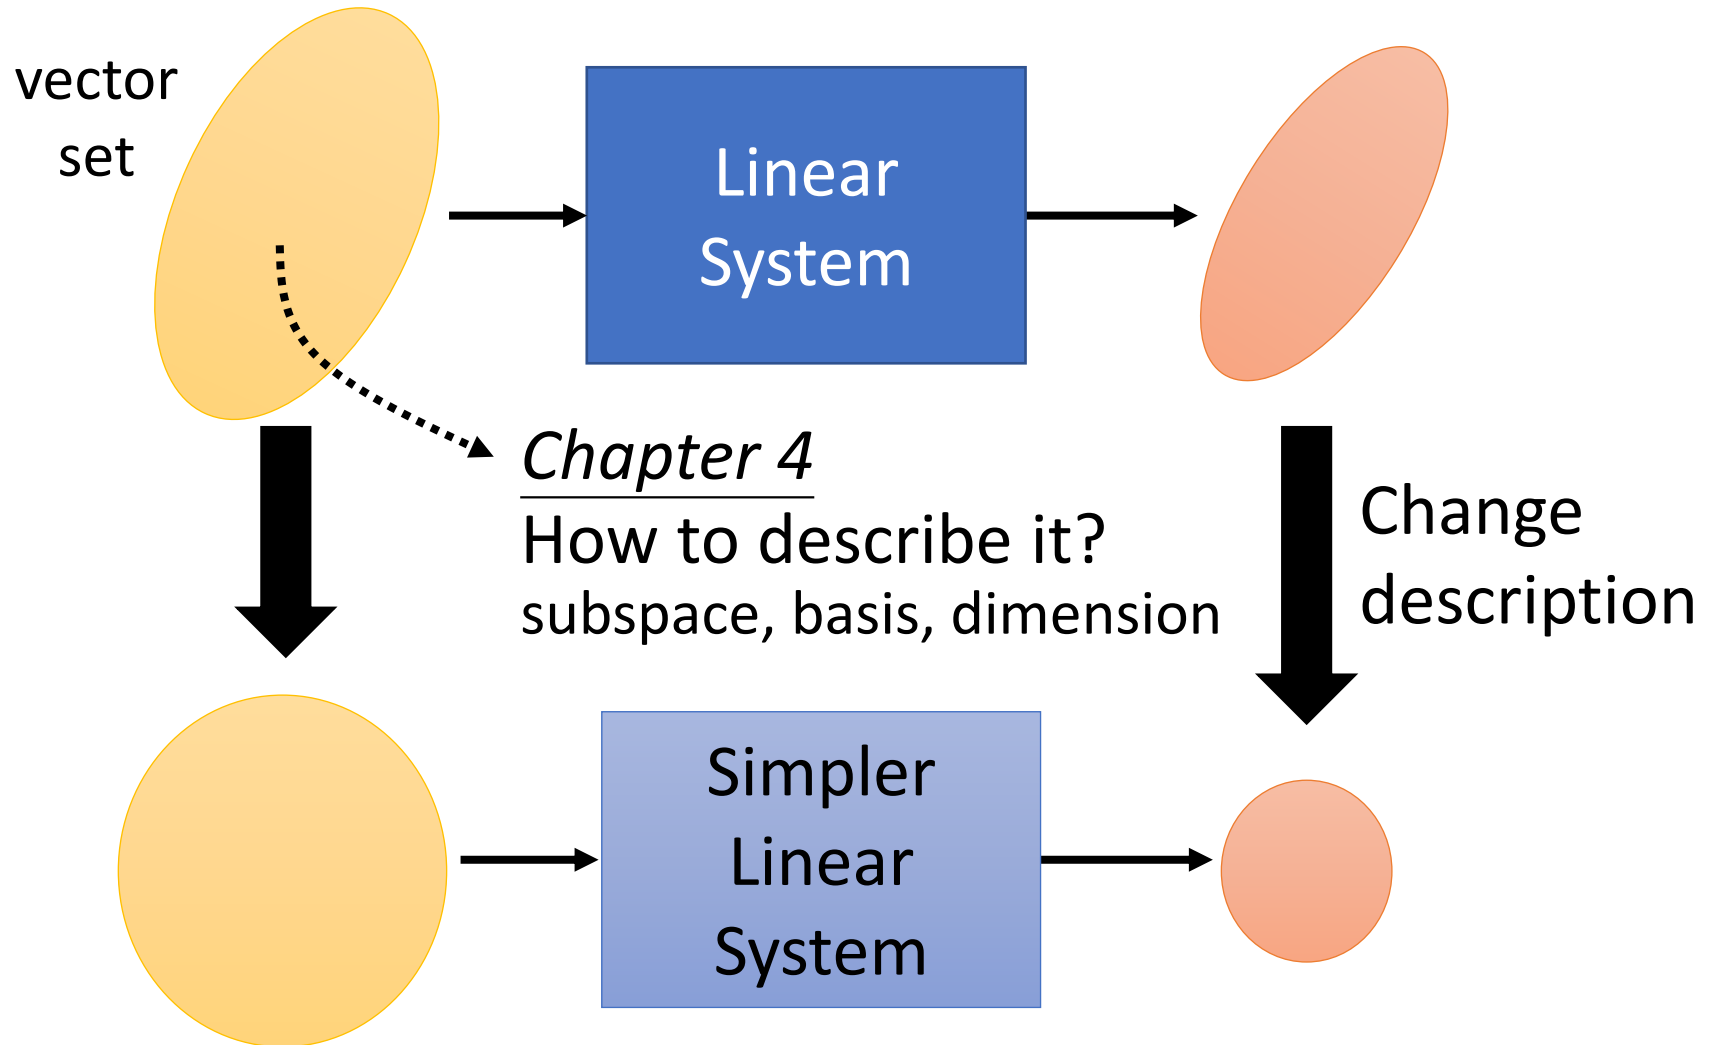 vector
set
Linear
System
Chapter 4
How to describe it?
subspace, basis, dimension
Change
description
Simpler
Linear
System